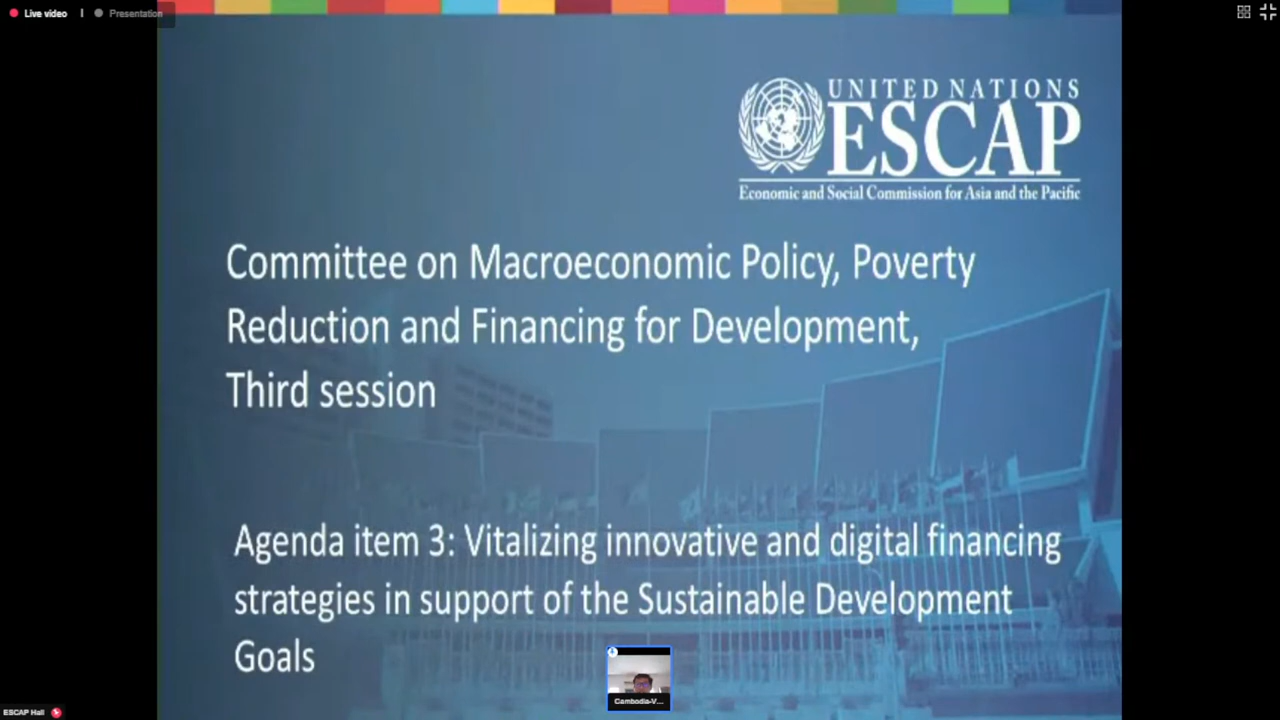 Live video
Presentation
UNITED NATIONS
ESCAP
Economic and Social Commission for Asia and the Pacific
Committee on Macroeconomic Policy, Poverty
Reduction and Financing for Development,
Third session
Agenda item 3: Vitalizing innovative and digital financing
strategies in support of the Sustainable Development
Goals
Cambodia-V...
ESCAP Hall